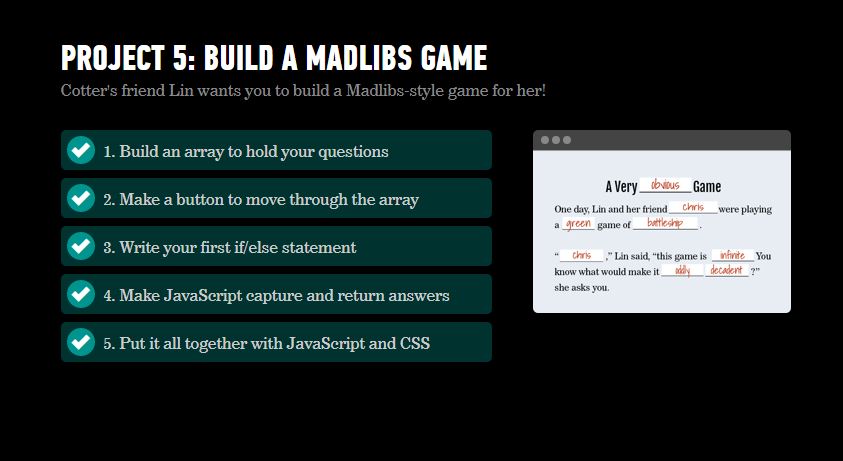 PROJECT 5: BUILD A MADLIBS GAME
Cotter's friend Lin wants you to build a Madlibs-style game for her!
1. Build an array to hold your questions
2. Make a button to move through the array
3. Write your first if/else statement
4. Make JavaScript capture and return answers
5. Put it all together with JavaScript and CSS
A Very obvious Game
One day, Lin and her friend chris were playing
a green game of battleship .
“ chris ,” Lin said, “this game is infinite You
know what would make it oddly decadent ?”
she asks you.